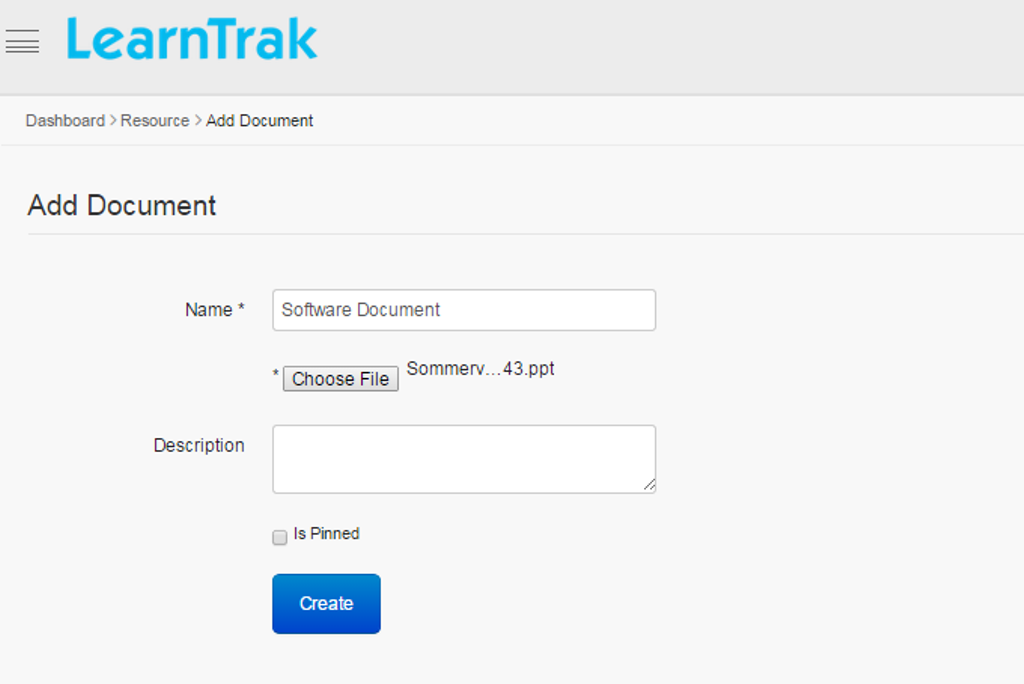 LearnTrak
Dashboard > Resource > Add Document
Add Document
Name * Software Document
* Choose File Sommerv...43.ppt
Description
Is Pinned
Create